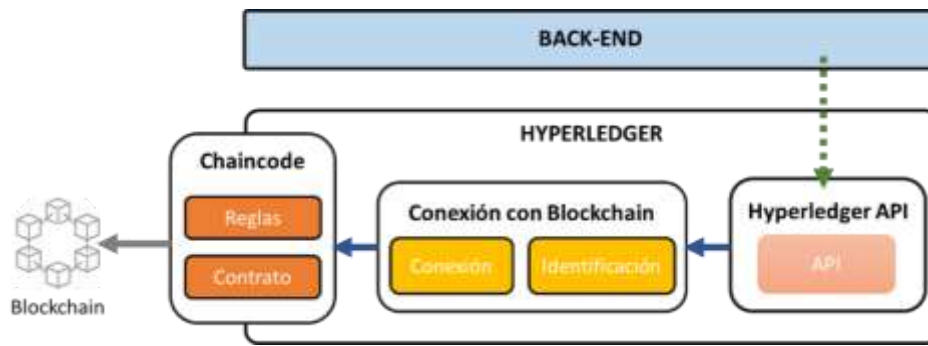 BACK-END
HYPERLEDGER
Chaincode
Reglas
Contrato
Conexión con Blockchain
Conexión
Identificación
Hyperledger API
API
Blockchain